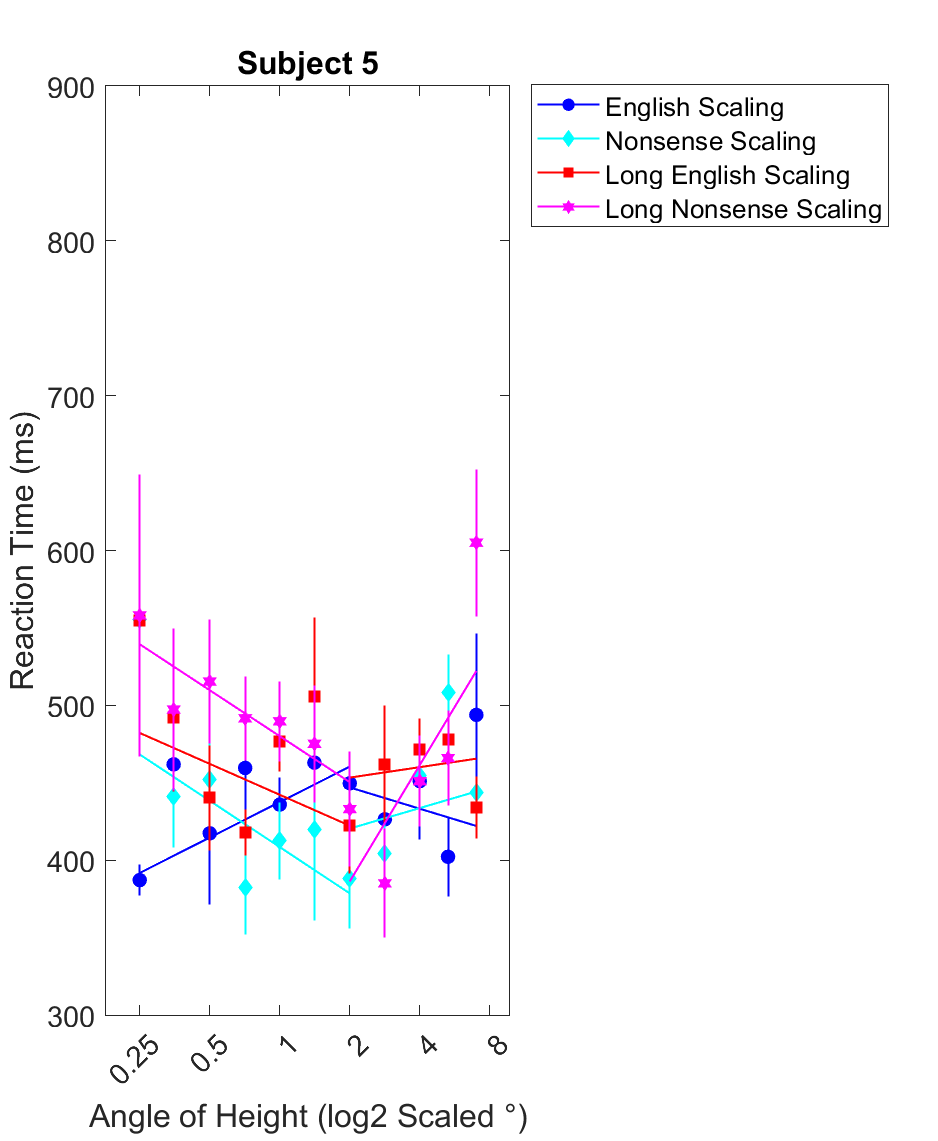 Subject 5
900
800
700
600
500
400
300
Reaction Time (ms)
0.25
0.5
1
2
4
8
Angle of Height (log2 Scaled °)
English Scaling
Nonsense Scaling
Long English Scaling
Long Nonsense Scaling